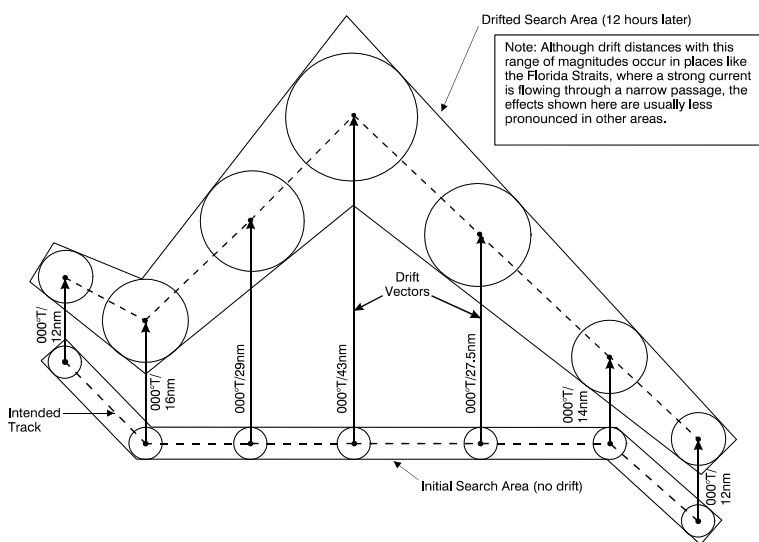 Drifted Search Area (12 hours later)
Note: Although drift distances with this
range of magnitudes occur in places like
the Florida Straits, where a strong current
is flowing through a narrow passage, the
effects shown here are usually less
pronounced in other areas.
Drift
Vectors
000°T/
12nm
000°T/
16nm
000°T/29nm
000°T/43nm
000°T/27.5nm
000°T/
14nm
000°T/
12nm
Intended
Track
Initial Search Area (no drift)